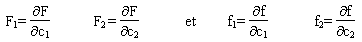 F₁= ∂F/∂c₁ F₂ = ∂F/∂c₂ et f₁= ∂f/∂c₁ f₂= ∂f/∂c₂